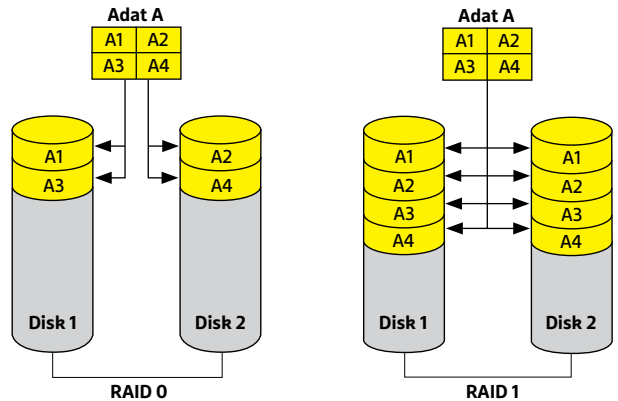 Adat A
A1 A2
A3 A4
A1
A3
Disk 1
A2
A4
Disk 2
RAID 0
Adat A
A1 A2
A3 A4
A1
A2
A3
A4
Disk 1
A1
A2
A3
A4
Disk 2
RAID 1